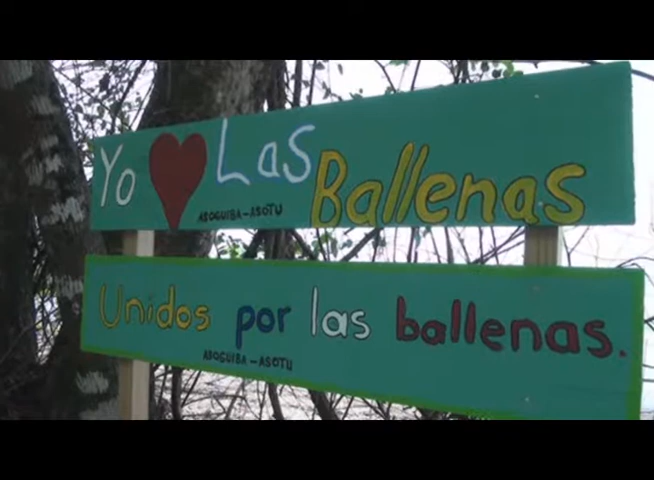 Yo ♥ Las Ballenas
ASOGUIBA-ASOTU
Unidos por las ballenas.
ASOGUIBA-ASOTU